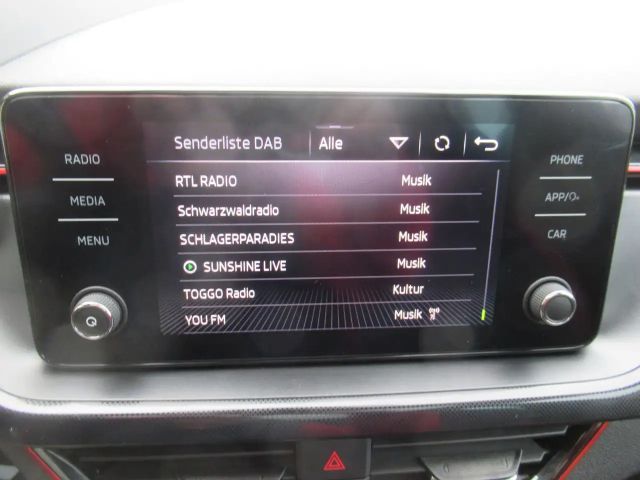 Senderliste DAB Alle
RADIO
MEDIA
MENU
RTL RADIO Musik
Schwarzwaldradio Musik
SCHLAGERPARADIES Musik
SUNSHINE LIVE Musik
TOGGO Radio Kultur
YOU FM Musik
PHONE
APP/
CAR